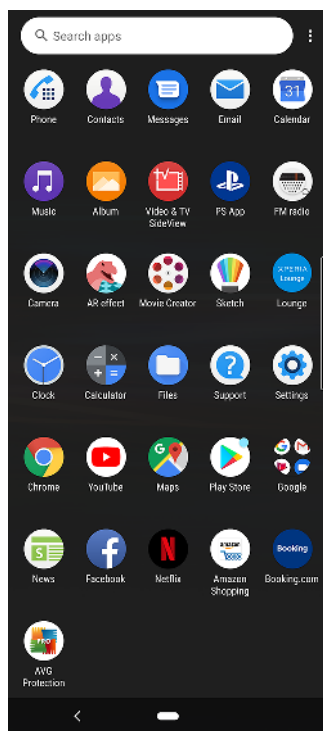 Search apps
Phone
Contacts
Messages
Email
31
Calendar
Music
Album
Video & TV
SideView
PS App
FM radio
Camera
AR effect
Movie Creator
Sketch
XPERIA
Lounge
Lounge
Clock
Calculator
Files
Support
Settings
Chrome
YouTube
Maps
Play Store
Google
News
Facebook
Netflix
amazon
Amazon
Shopping
Booking
Booking.com
PRO
AVG
Protection